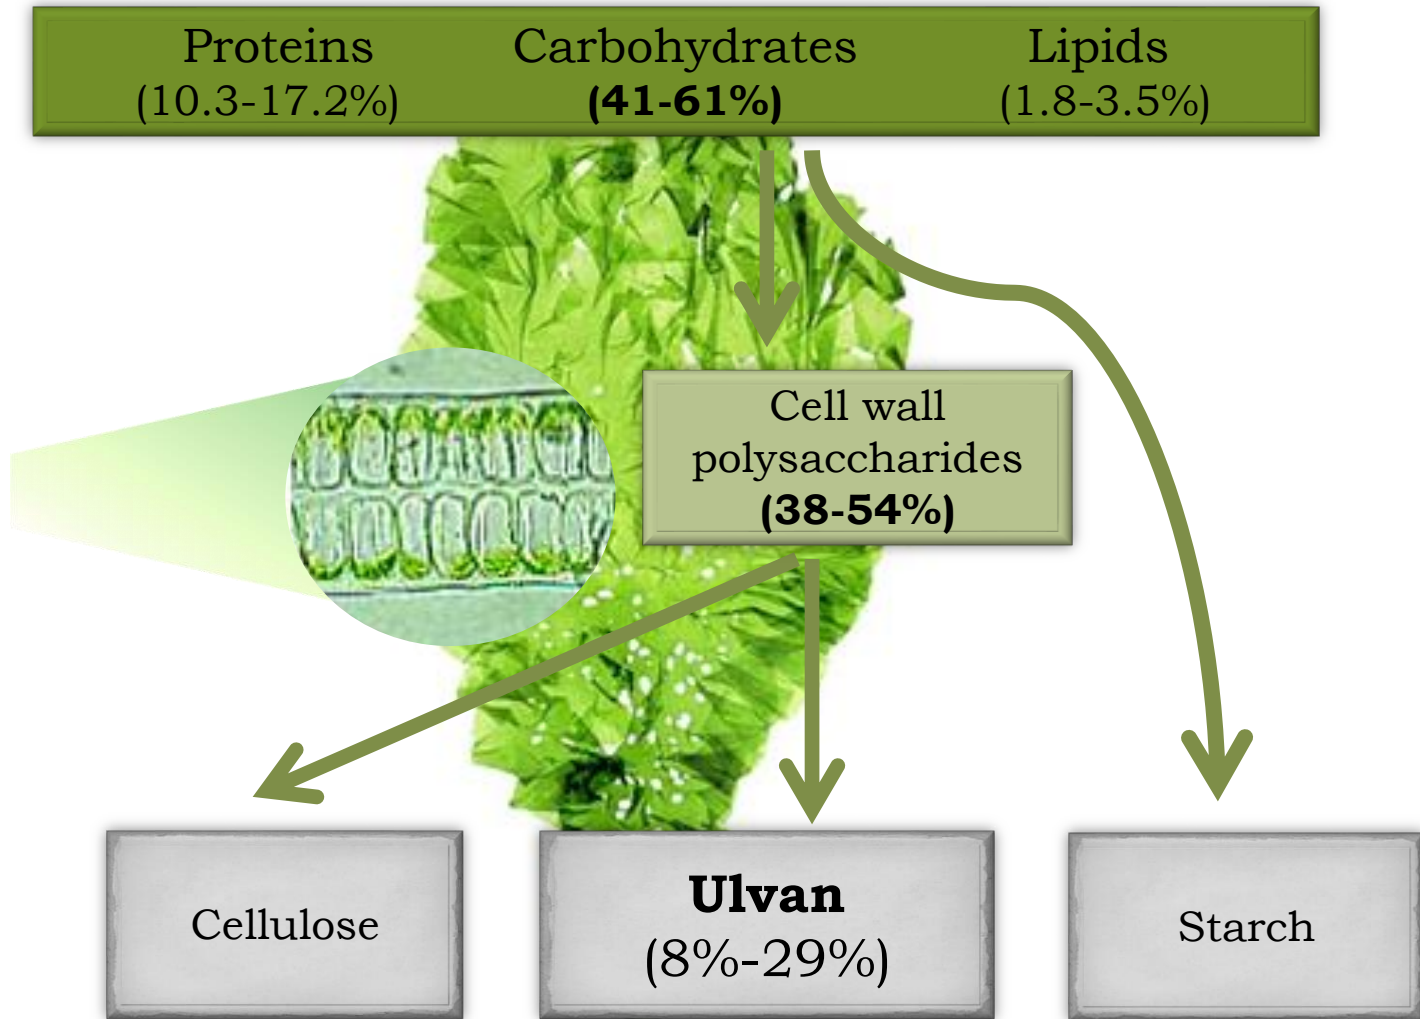 Proteins Carbohydrates Lipids
(10.3-17.2%) (41-61%) (1.8-3.5%)
Cell wall
polysaccharides
(38-54%)
Cellulose
Ulvan
(8%-29%)
Starch